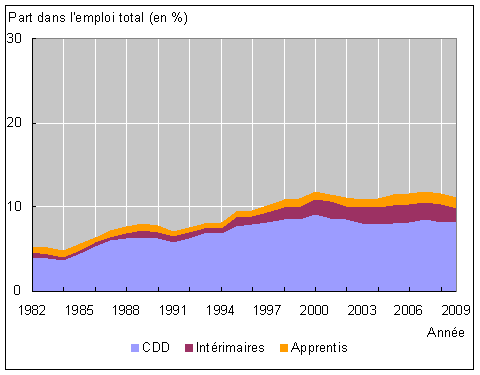 Part dans l'emploi total (en %)
30
20
10
0
1982 1985 1988 1991 1994 1997 2000 2003 2006 2009
Année
CDD Intérimaires Apprentis